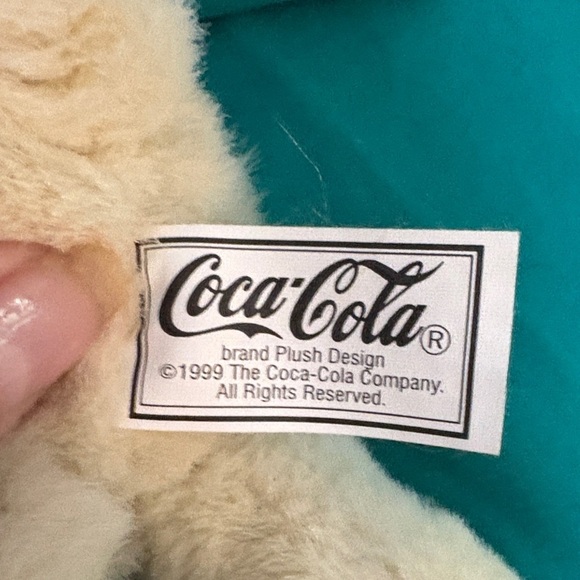 Coca-Cola®
brand Plush Design
©1999 The Coca-Cola Company.
All Rights Reserved.